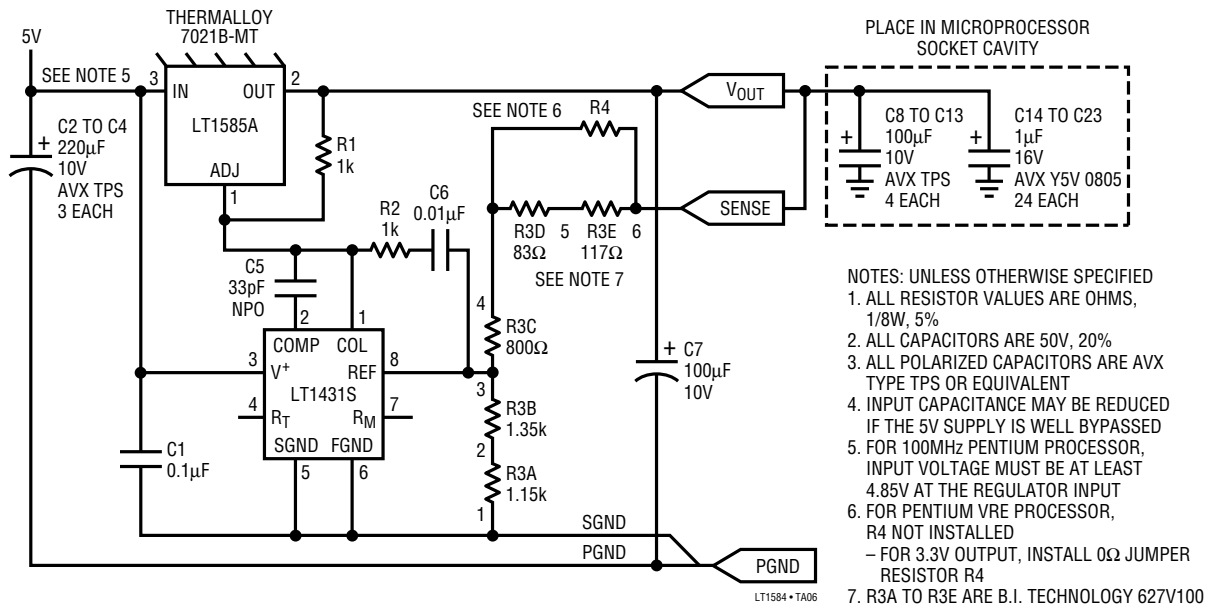 THERMALLOY
7021B-MT
5V
SEE NOTE 5
3
IN
OUT
2
LT1585A
ADJ
1
+
C2 TO C4
220µF
10V
AVX TPS
3 EACH
R1
1k
R2
1k
C6
0.01µF
C5
33pF
NPO
2
1
COMP
COL
3
V+
REF
8
LT1431S
4
RT
RM
7
SGND
FGND
5
6
C1
0.1µF
SEE NOTE 6
R4
R3D
83Ω
5
R3E
117Ω
6
SEE NOTE 7
4
R3C
800Ω
3
R3B
1.35k
2
R3A
1.15k
1
SGND
PGND
+
C7
100µF
10V
VOUT
SENSE
PGND
LT1584 • TA06
PLACE IN MICROPROCESSOR
SOCKET CAVITY
+
C8 TO C13
100µF
10V
AVX TPS
4 EACH
+
C14 TO C23
1µF
16V
AVX Y5V 0805
24 EACH
NOTES: UNLESS OTHERWISE SPECIFIED
1. ALL RESISTOR VALUES ARE OHMS,
1/8W, 5%
2. ALL CAPACITORS ARE 50V, 20%
3. ALL POLARIZED CAPACITORS ARE AVX
TYPE TPS OR EQUIVALENT
4. INPUT CAPACITANCE MAY BE REDUCED
IF THE 5V SUPPLY IS WELL BYPASSED
5. FOR 100MHz PENTIUM PROCESSOR,
INPUT VOLTAGE MUST BE AT LEAST
4.85V AT THE REGULATOR INPUT
6. FOR PENTIUM VRE PROCESSOR,
R4 NOT INSTALLED
– FOR 3.3V OUTPUT, INSTALL 0Ω JUMPER
RESISTOR R4
7. R3A TO R3E ARE B.I. TECHNOLOGY 627V100